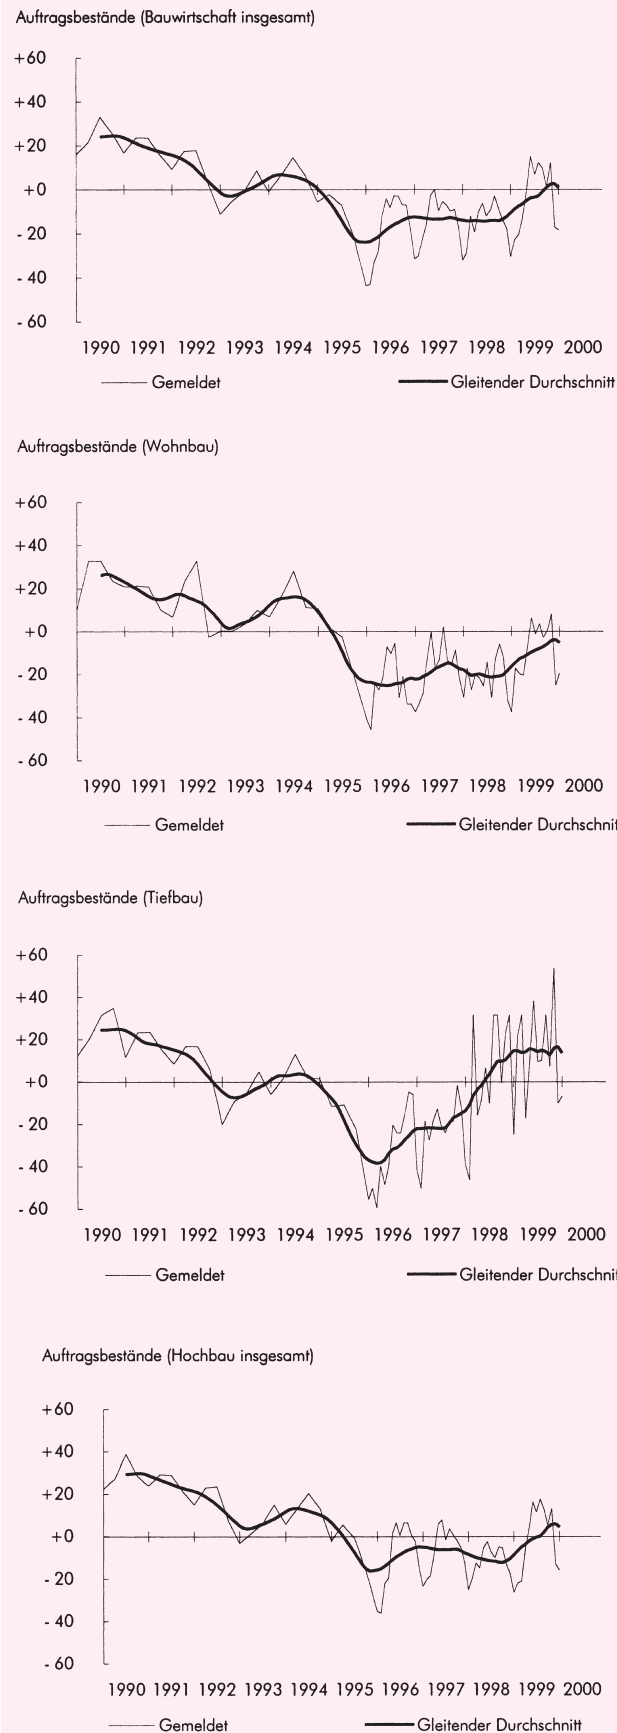 Auftragsbestände (Bauwirtschaft insgesamt)
+60
+40
+20
+0
- 20
- 40
- 60
1990 1991 1992 1993 1994 1995 1996 1997 1998 1999 2000
Gemeldet Gleitender Durchschnitt
Auftragsbestände (Wohnbau)
+60
+40
+20
+0
- 20
- 40
- 60
1990 1991 1992 1993 1994 1995 1996 1997 1998 1999 2000
Gemeldet Gleitender Durchschnit
Auftragsbestände (Tiefbau)
+60
+40
+20
+0
- 20
- 40
- 60
1990 1991 1992 1993 1994 1995 1996 1997 1998 1999 2000
Gemeldet Gleitender Durchschnit
Auftragsbestände (Hochbau insgesamt)
+60
+40
+20
+0
- 20
- 40
- 60
1990 1991 1992 1993 1994 1995 1996 1997 1998 1999 2000
Gemeldet Gleitender Durchschnitt